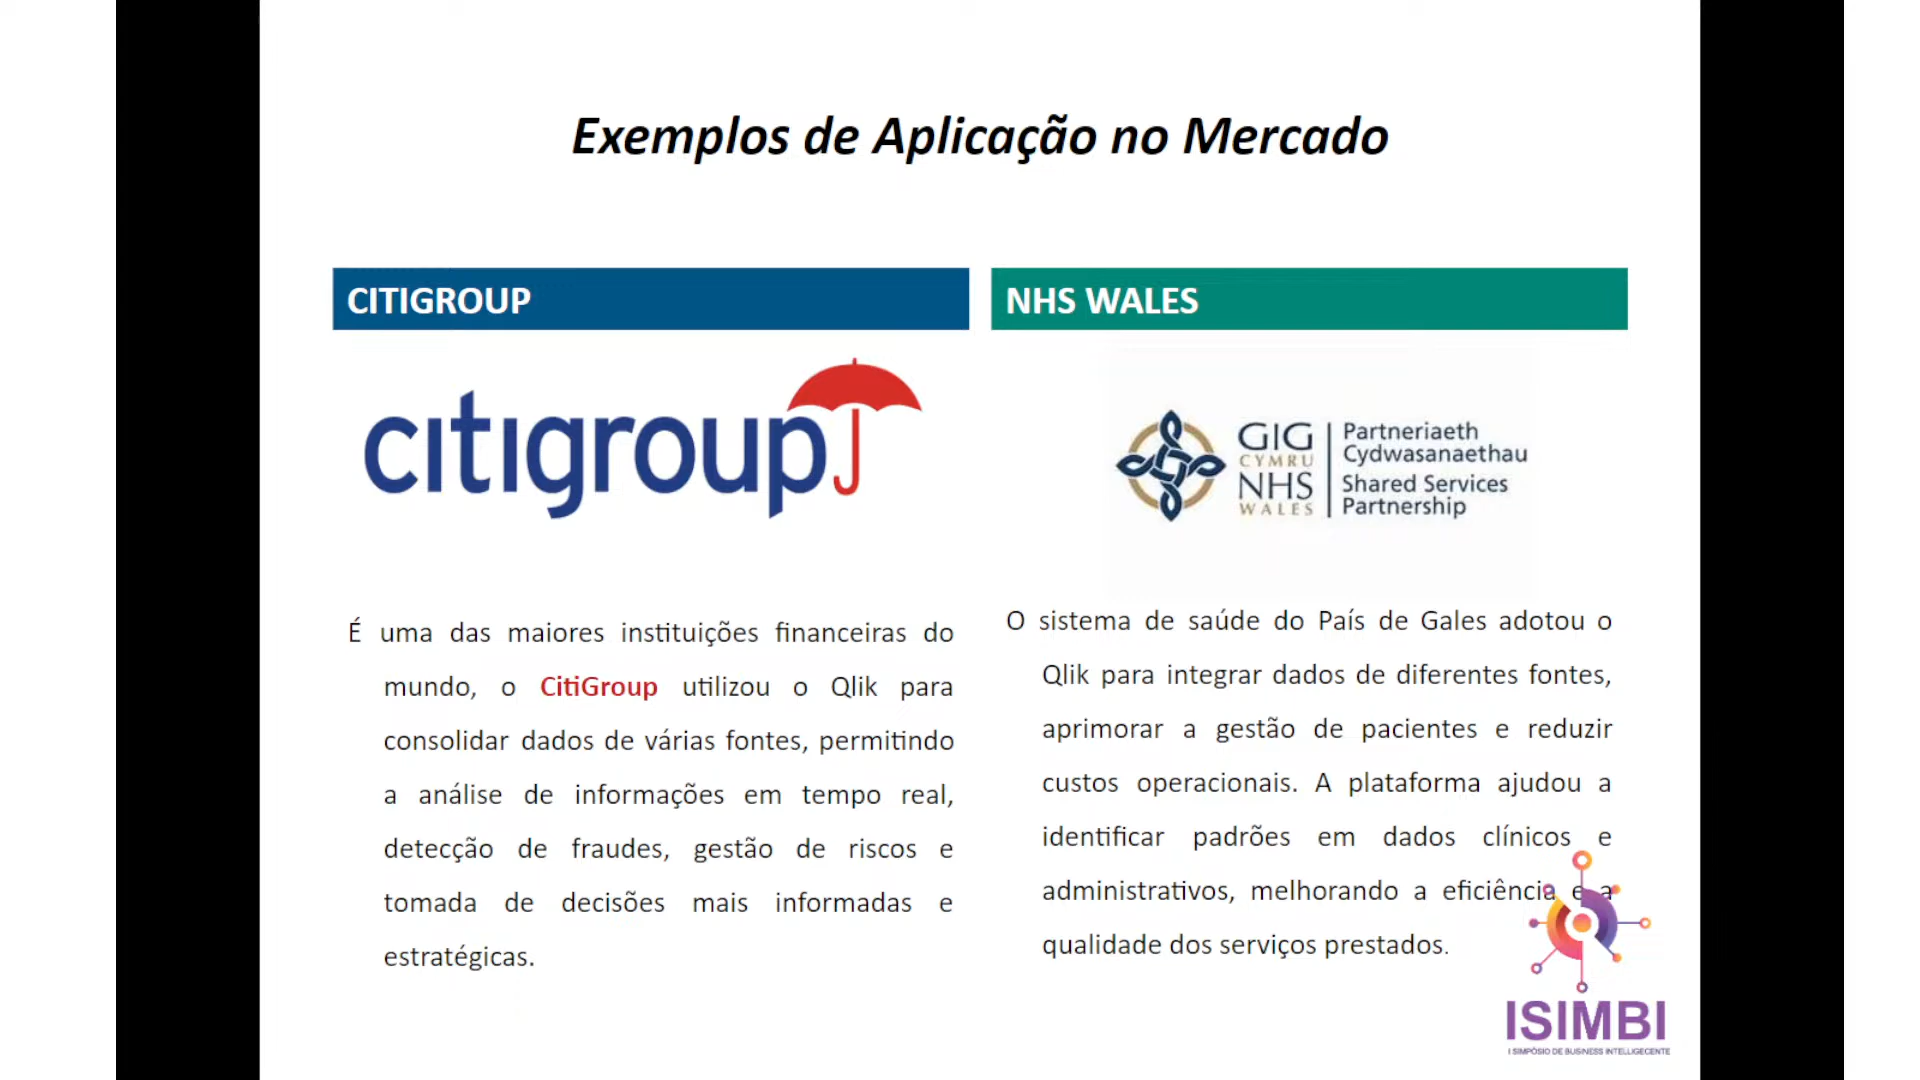 Exemplos de Aplicação no Mercado
CITIGROUP
citigroup
É uma das maiores instituições financeiras do
mundo, o CitiGroup utilizou o Qlik para
consolidar dados de várias fontes, permitindo
a análise de informações em tempo real,
detecção de fraudes, gestão de riscos e
tomada de decisões mais informadas e
estratégicas.
NHS WALES
GIG
CYMRU
NHS
WALES
Partneriaeth
Cydwasanaethau
Shared Services
Partnership
O sistema de saúde do País de Gales adotou o
Qlik para integrar dados de diferentes fontes,
aprimorar a gestão de pacientes e reduzir
custos operacionais. A plataforma ajudou a
identificar padrões em dados clínicos e
administrativos, melhorando a eficiência e a
qualidade dos serviços prestados.
ISIMBI
I SIMPÓSIO DE BUSINESS INTELLIGECENTE